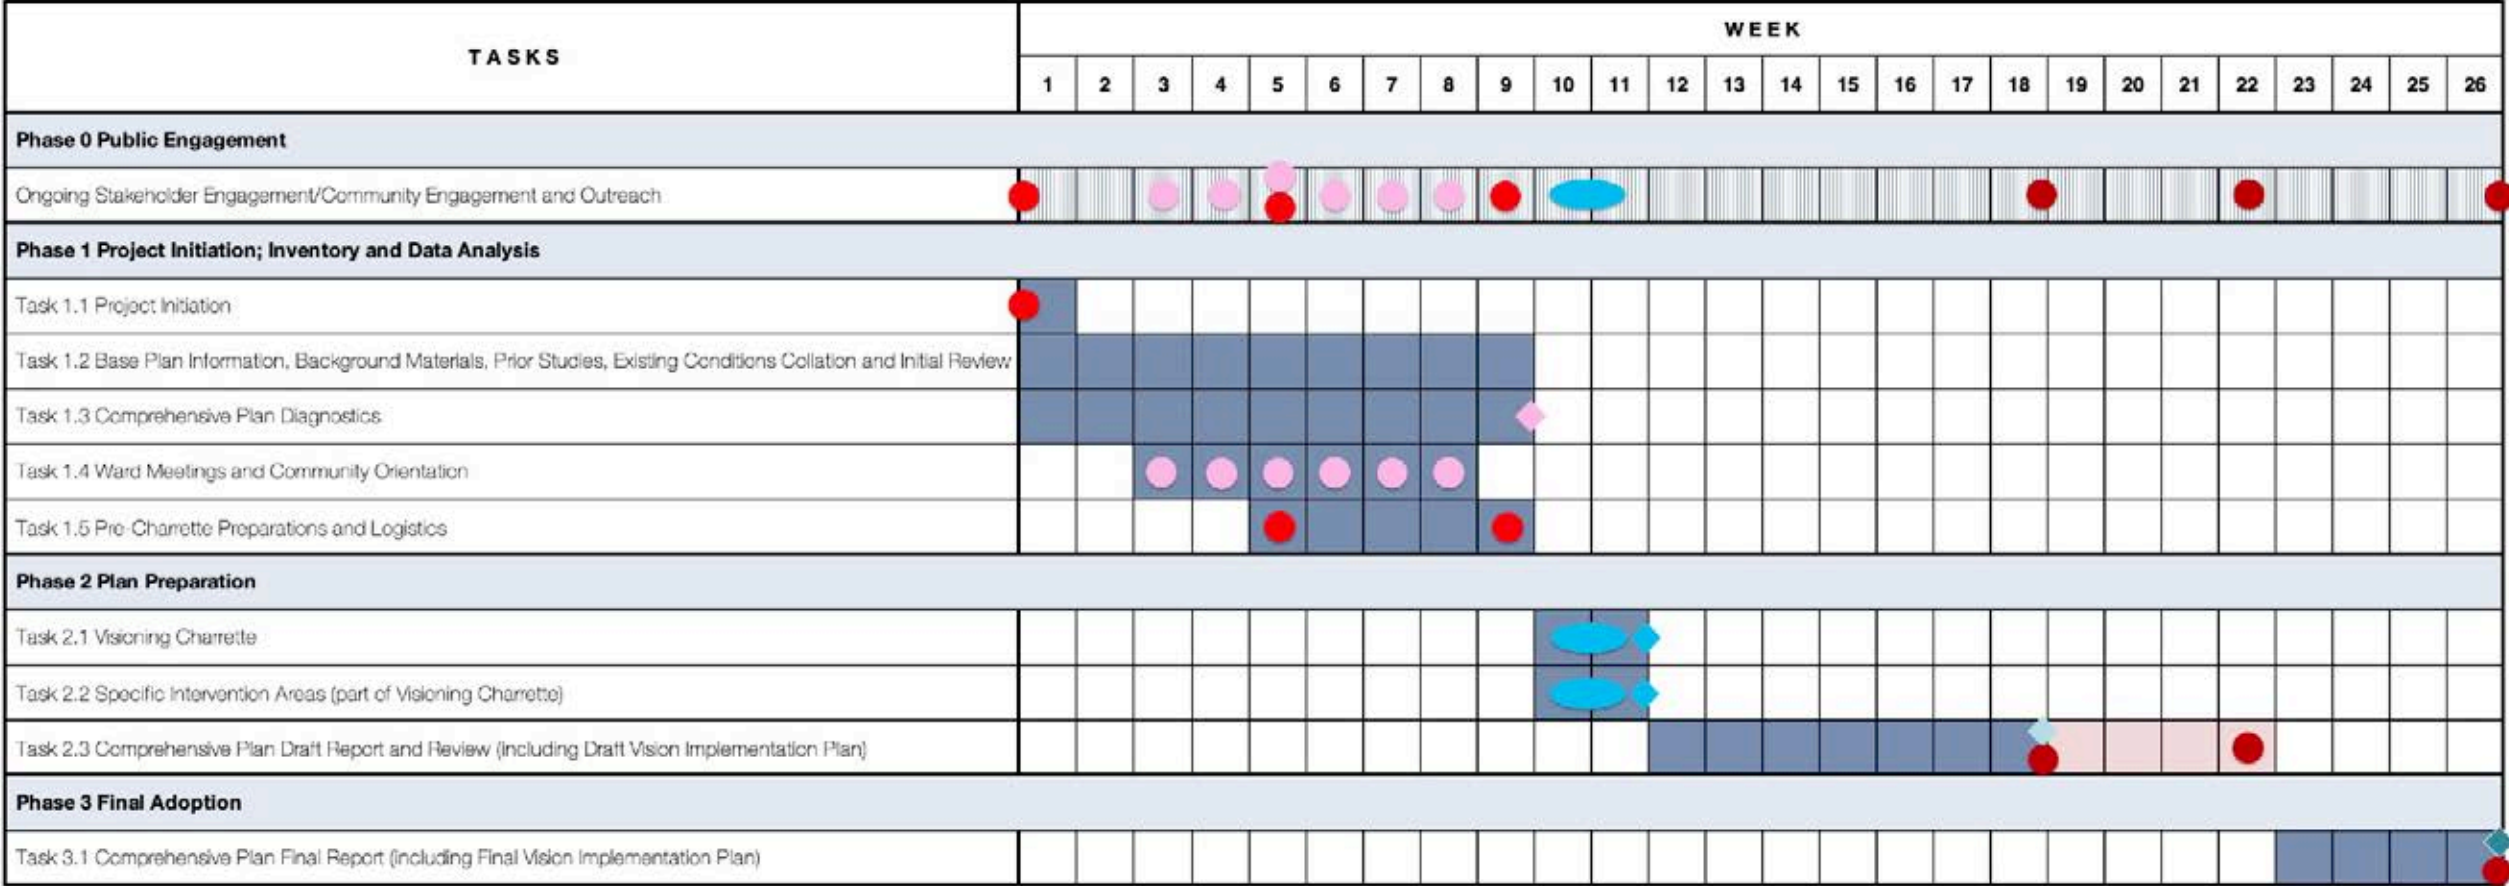 TASKS
WEEK
1 2 3 4 5 6 7 8 9 10 11 12 13 14 15 16 17 18 19 20 21 22 23 24 25 26
Phase 0 Public Engagement
Ongoing Stakeholder Engagement/Community Engagement and Outreach
Phase 1 Project Initiation; Inventory and Data Analysis
Task 1.1 Project Initiation
Task 1.2 Base Plan Information, Background Materials, Prior Studies, Existing Conditions Collation and Initial Review
Task 1.3 Comprehensive Plan Diagnostics
Task 1.4 Ward Meetings and Community Orientation
Task 1.5 Pre-Charrette Preparations and Logistics
Phase 2 Plan Preparation
Task 2.1 Visioning Charrette
Task 2.2 Specific Intervention Areas (part of Visioning Charrette)
Task 2.3 Comprehensive Plan Draft Report and Review (including Draft Vision Implementation Plan)
Phase 3 Final Adoption
Task 3.1 Comprehensive Plan Final Report (including Final Vision Implementation Plan)